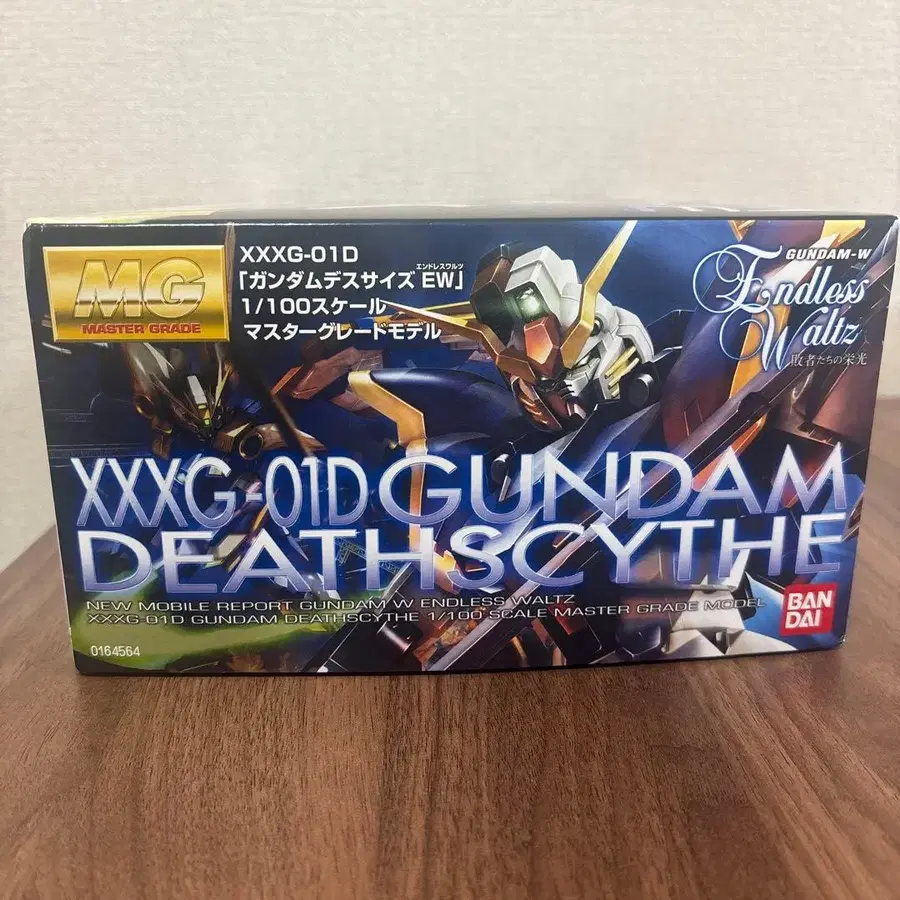 MG
MASTER GRADE
XXXG-01D
エンドレスワルツ
「ガンダムデスサイズ EW」
1/100スケール
マスターグレードモデル
GUNDAM-W
Endless
Waltz
敗者たちの栄光
XXXG-01D GUNDAM
DEATHSCYTHE
NEW MOBILE REPORT GUNDAM W ENDLESS WALTZ
XXXG-01D GUNDAM DEATHSCYTHE 1/100 SCALE MASTER GRADE MODEL
BAN
DAI
0164564